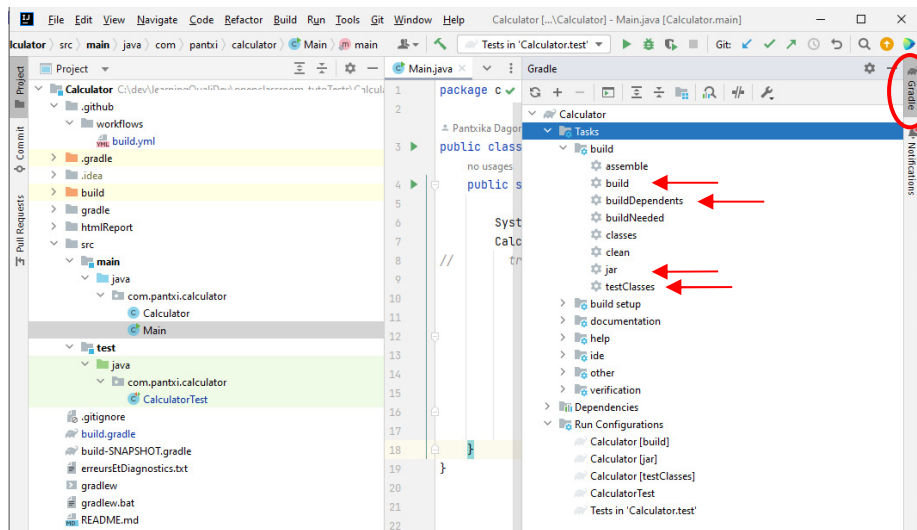 File Edit View Navigate Code Refactor Build Run Tools Git Window Help Calculator [...\Calculator] - Main.java [Calculator.main]
lculator src main java com pantxi calculator Main main Tests in 'Calculator.test' Git:
Project
Calculator C:\dev\learningQualiDev\openclassroom-tutoTests\Calcul
.github
workflows
build.yml
.gradle
.idea
build
gradle
htmlReport
src
main
java
com.pantxi.calculator
Calculator
Main
test
java
com.pantxi.calculator
CalculatorTest
.gitignore
build.gradle
build-SNAPSHOT.gradle
erreursEtDiagnostics.txt
gradlew
gradlew.bat
README.md
Project
Commit
Pull Requests
Main.java
1 package c
2
Pantxika Dagor
3 public class
no usages
4 public s
5
6 Syst
7 Calc
8 // tr
9
10
11
12
13
14
15
16
17
18 }
19 }
20
21
22
Gradle
Calculator
Tasks
build
assemble
build
buildDependents
buildNeeded
classes
clean
jar
testClasses
build setup
documentation
help
ide
other
verification
Dependencies
Run Configurations
Calculator [build]
Calculator [jar]
Calculator [testClasses]
CalculatorTest
Tests in 'Calculator.test'
Gradle
Notifications